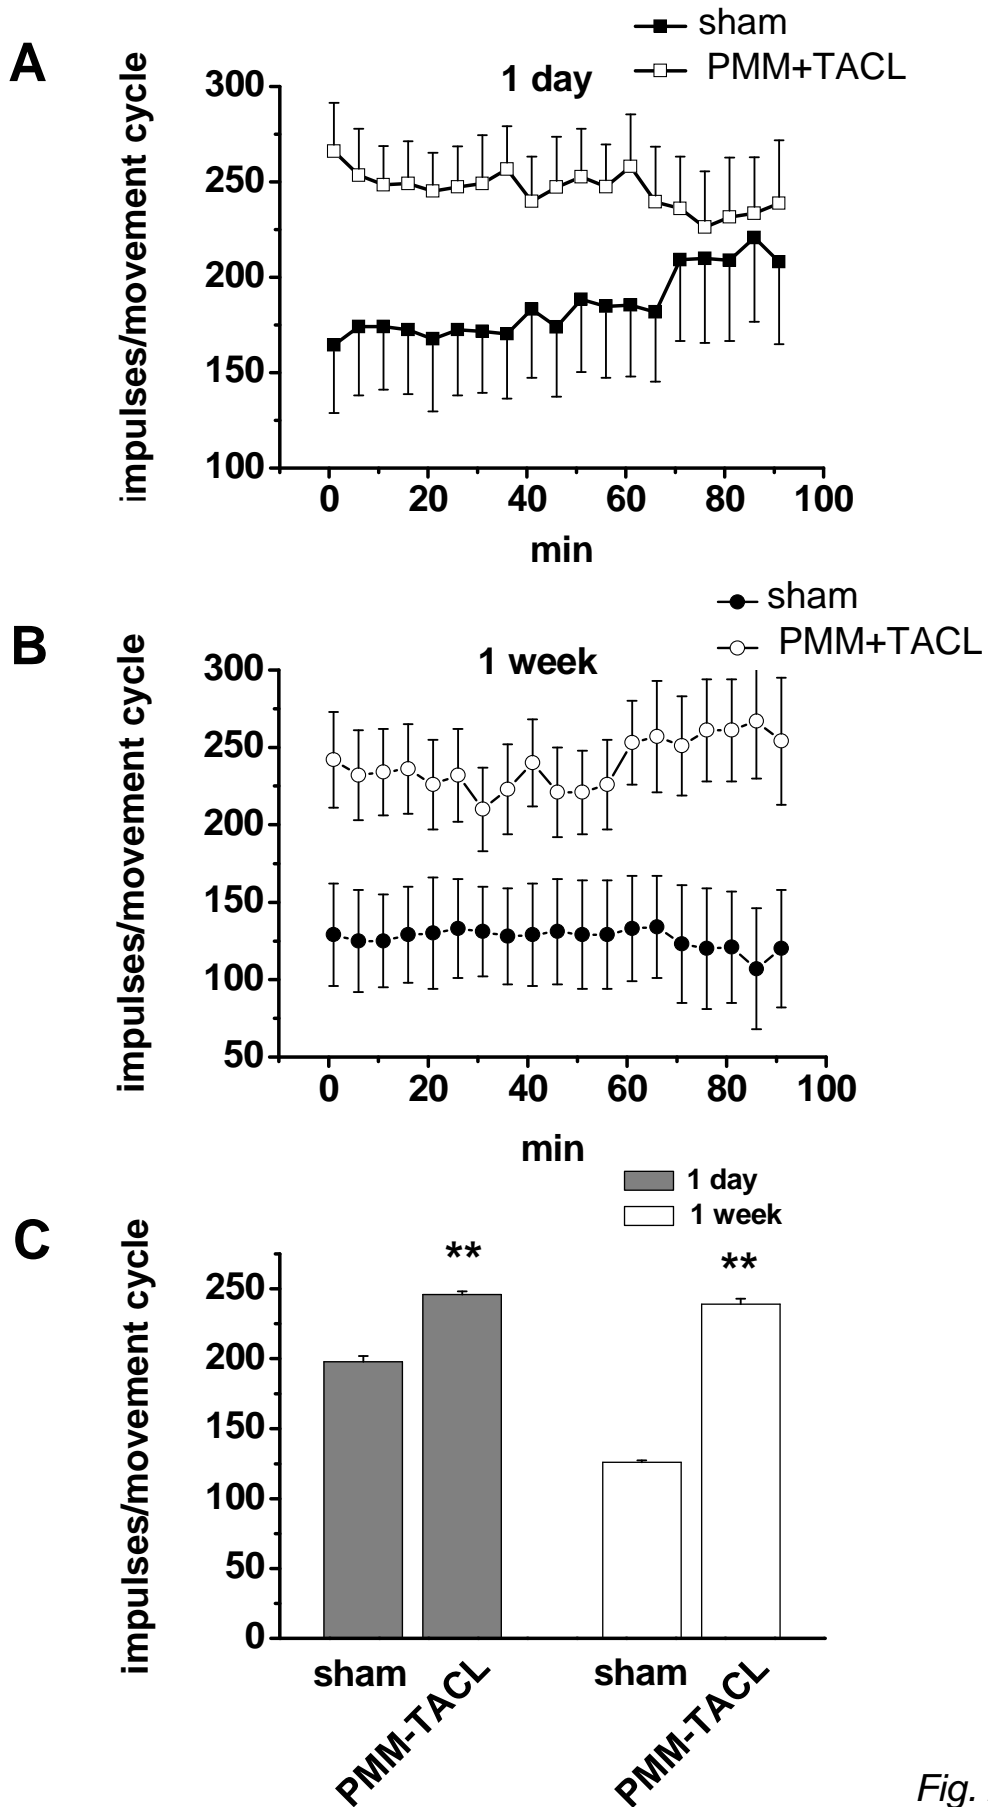 A
sham
PMM+TACL
1 day
impulses/movement cycle
300
250
200
150
100
0 20 40 60 80 100
min
B
sham
PMM+TACL
1 week
impulses/movement cycle
300
250
200
150
100
50
0 20 40 60 80 100
min
C
1 day
1 week
impulses/movement cycle
** **
250
200
150
100
50
0
sham PMM-TACL sham PMM-TACL
Fig.